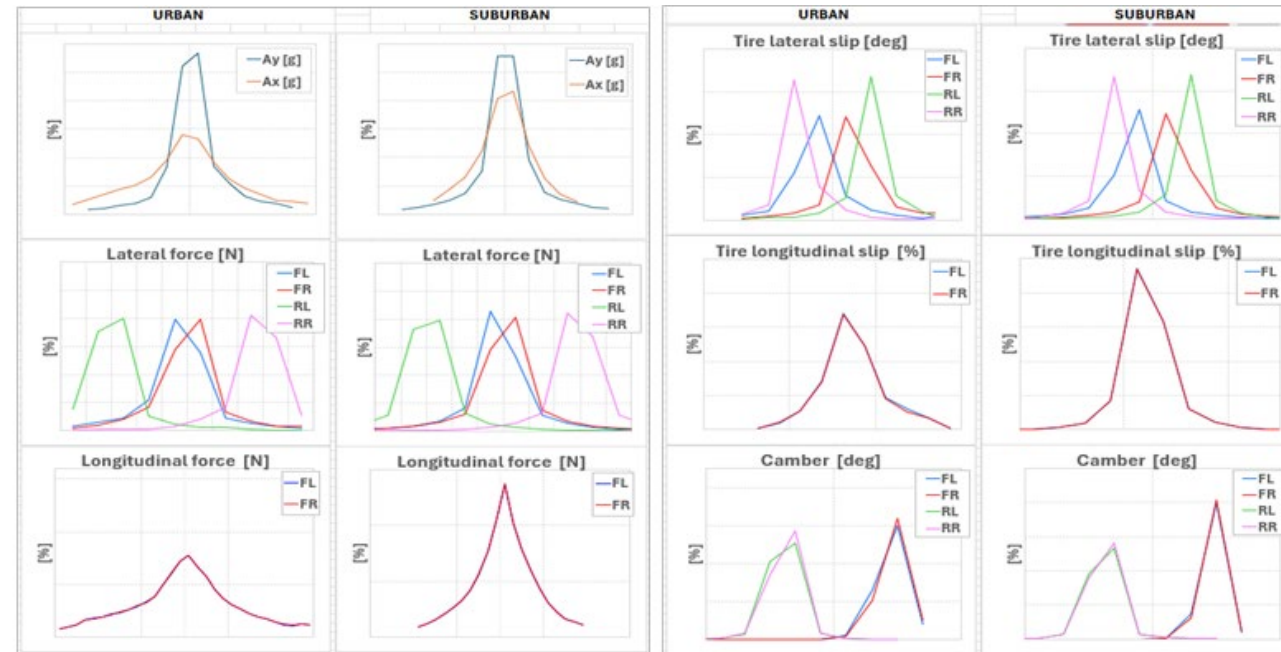 URBAN
SUBURBAN
Ay [g]
Ax [g]
[%]
Ay [g]
Ax [g]
[%]
Lateral force [N]
FL
FR
RL
RR
[%]
Lateral force [N]
FL
FR
RL
RR
[%]
Longitudinal force [N]
FL
FR
[%]
Longitudinal force [N]
FL
FR
[%]
URBAN
SUBURBAN
Tire lateral slip [deg]
FL
FR
RL
RR
[%]
Tire lateral slip [deg]
FL
FR
RL
RR
[%]
Tire longitudinal slip [%]
FL
FR
[%]
Tire longitudinal slip [%]
FL
FR
[%]
Camber [deg]
FL
FR
RL
RR
[%]
Camber [deg]
FL
FR
RL
RR
[%]